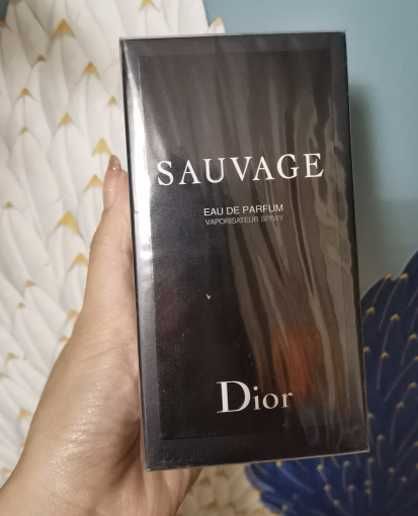 SAUVAGE
EAU DE PARFUM
VAPORISATEUR SPRAY
Dior